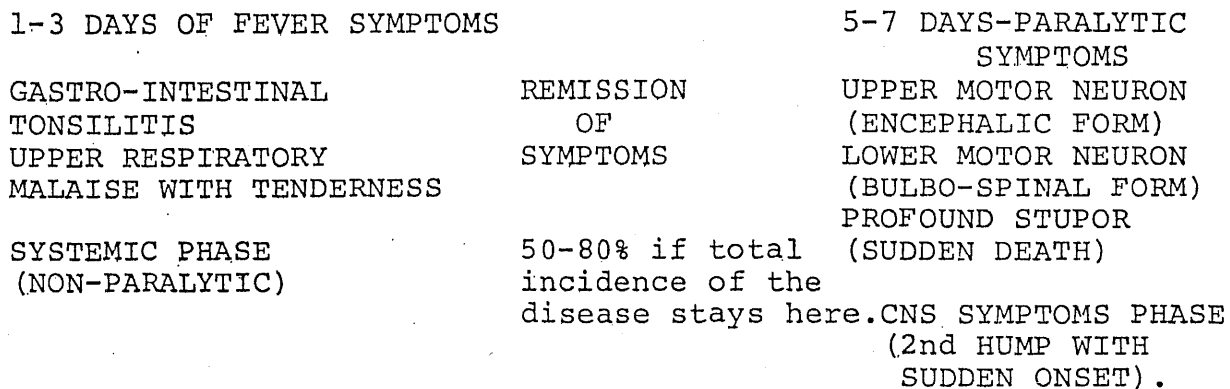 1-3 DAYS OF FEVER SYMPTOMS
GASTRO-INTESTINAL
TONSILITIS
UPPER RESPIRATORY
MALAISE WITH TENDERNESS
SYSTEMIC PHASE
(NON-PARALYTIC)
REMISSION
OF
SYMPTOMS
50-80% if total
incidence of the
disease stays here.
5-7 DAYS-PARALYTIC
SYMPTOMS
UPPER MOTOR NEURON
(ENCEPHALIC FORM)
LOWER MOTOR NEURON
(BULBO-SPINAL FORM)
PROFOUND STUPOR
(SUDDEN DEATH)
CNS SYMPTOMS PHASE
(2nd HUMP WITH
SUDDEN ONSET).